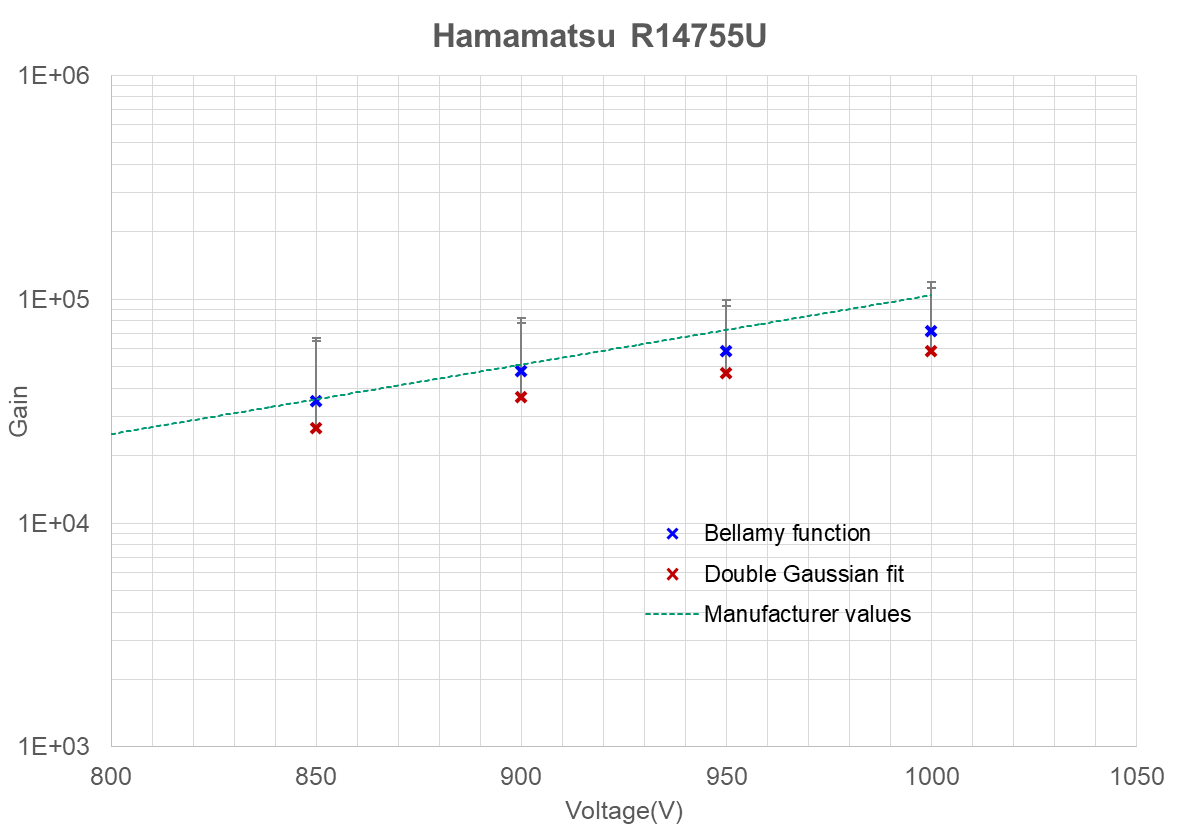 Hamamatsu R14755U
1E+06
1E+05
1E+04
1E+03
Gain
800 850 900 950 1000 1050
Voltage(V)
Bellamy function
Double Gaussian fit
Manufacturer values